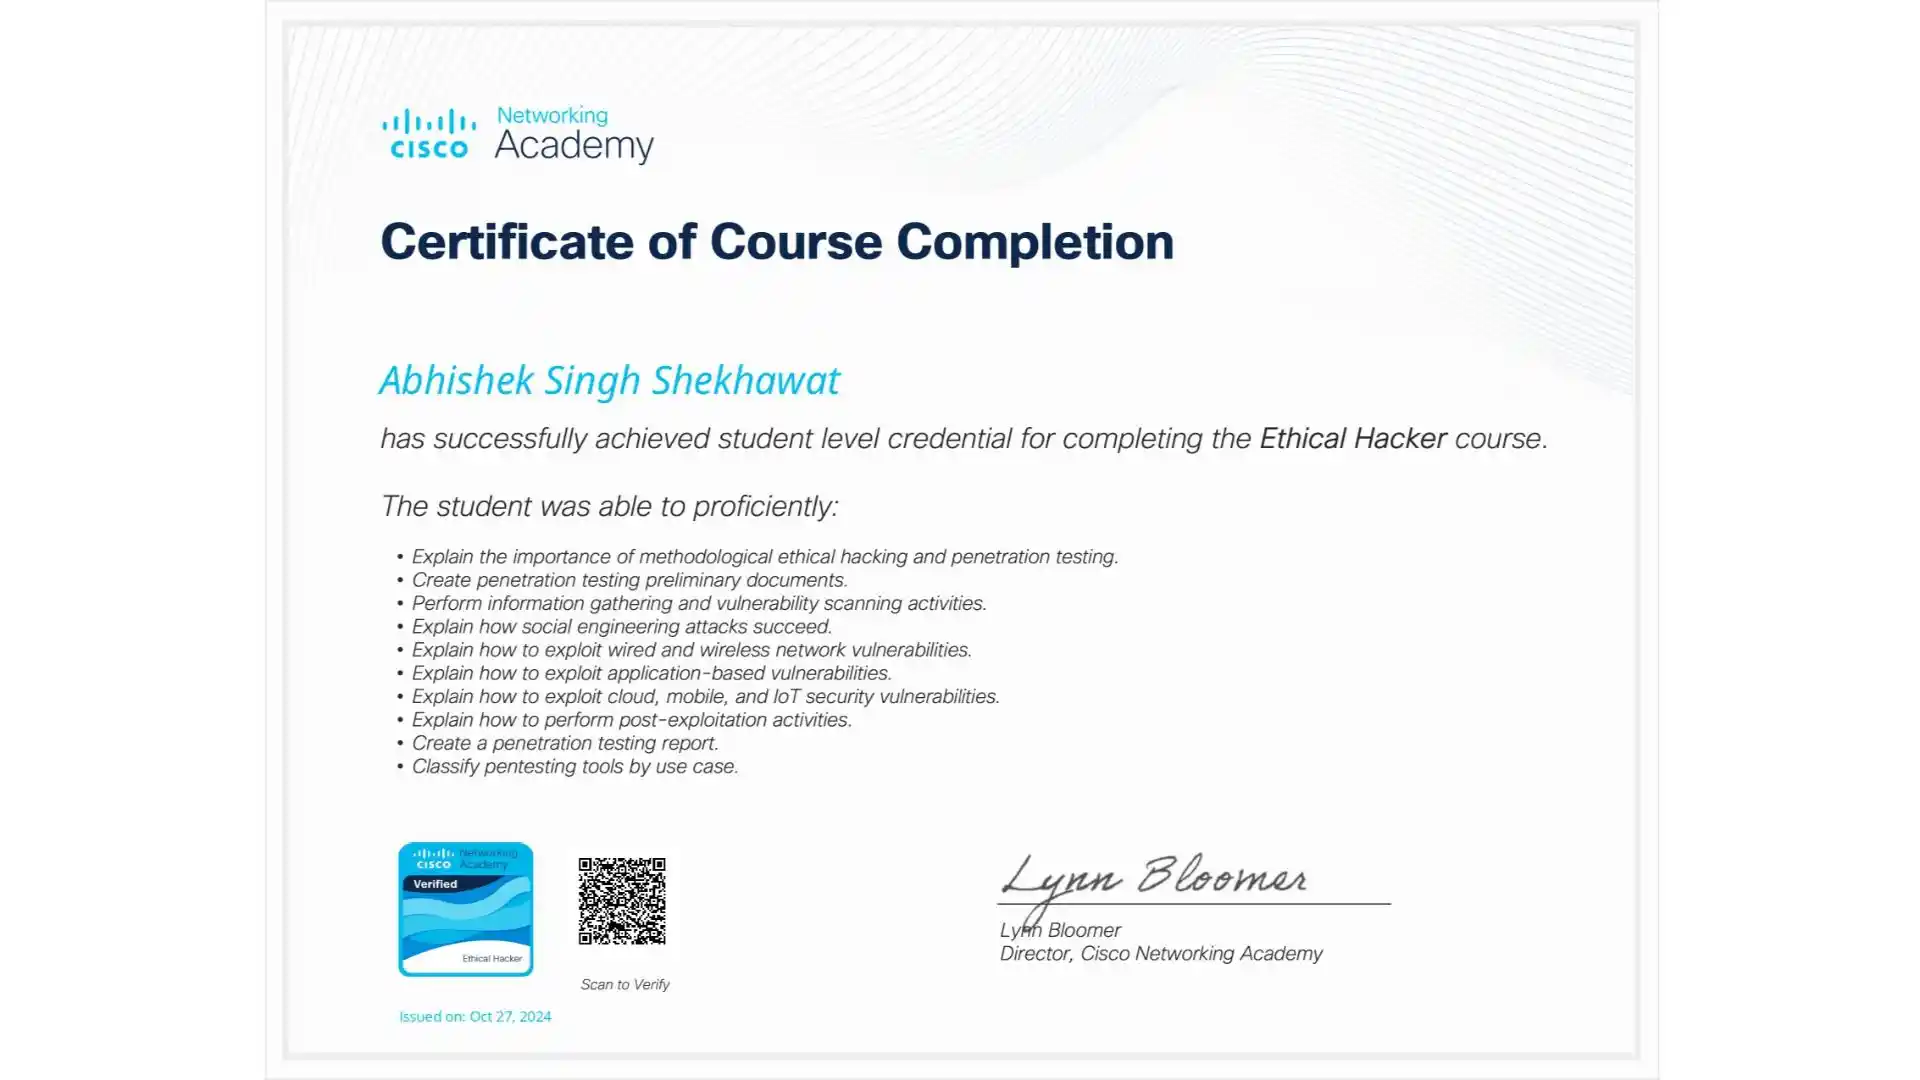 cisco Networking Academy
Certificate of Course Completion
Abhishek Singh Shekhawat
has successfully achieved student level credential for completing the Ethical Hacker course.
The student was able to proficiently:
• Explain the importance of methodological ethical hacking and penetration testing.
• Create penetration testing preliminary documents.
• Perform information gathering and vulnerability scanning activities.
• Explain how social engineering attacks succeed.
• Explain how to exploit wired and wireless network vulnerabilities.
• Explain how to exploit application-based vulnerabilities.
• Explain how to exploit cloud, mobile, and IoT security vulnerabilities.
• Explain how to perform post-exploitation activities.
• Create a penetration testing report.
• Classify pentesting tools by use case.
cisco Networking Academy
Verified
Ethical Hacker
Scan to Verify
Issued on: Oct 27, 2024
Lynn Bloomer
Lynn Bloomer
Director, Cisco Networking Academy